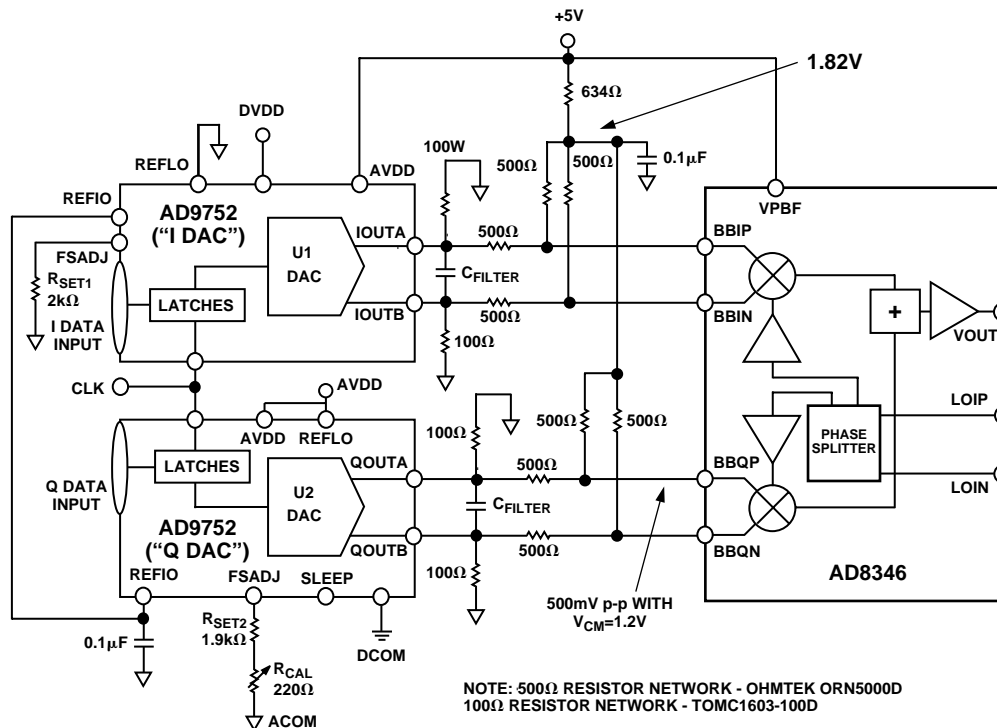 +5V
1.82V
634Ω
DVDD
REFLO
AVDD
100W
500Ω
500Ω
0.1µF
REFIO
AD9752
("I DAC")
FSADJ
RSET1
2kΩ
U1
DAC
LATCHES
I DATA
INPUT
IOUTA
IOUTB
500Ω
CFILTER
500Ω
100Ω
VPBF
BBIP
BBIN
+
VOUT
CLK
AVDD
AVDD
REFLO
100Ω
500Ω
500Ω
PHASE
SPLITTER
LOIP
LOIN
LATCHES
Q DATA
INPUT
U2
DAC
AD9752
("Q DAC")
QOUTA
QOUTB
500Ω
CFILTER
500Ω
100Ω
BBQP
BBQN
AD8346
REFIO
FSADJ
SLEEP
0.1µF
RSET2
1.9kΩ
DCOM
RCAL
220Ω
ACOM
500mV p-p WITH
VCM=1.2V
NOTE: 500Ω RESISTOR NETWORK - OHMTEK ORN5000D
100Ω RESISTOR NETWORK - TOMC1603-100D